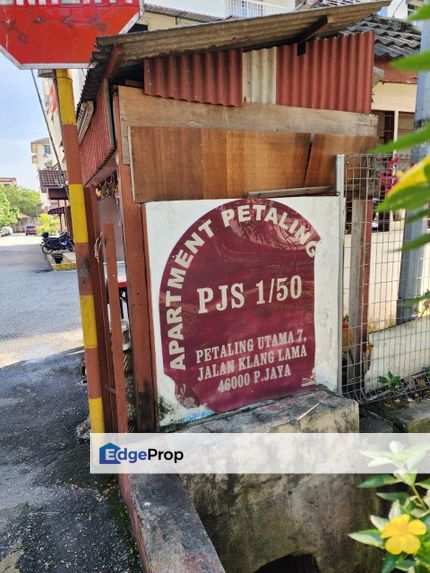 APARTMENT PETALING
PJS 1/50
PETALING UTAMA 7,
JALAN KLANG LAMA
46000 P.JAYA
EdgeProp